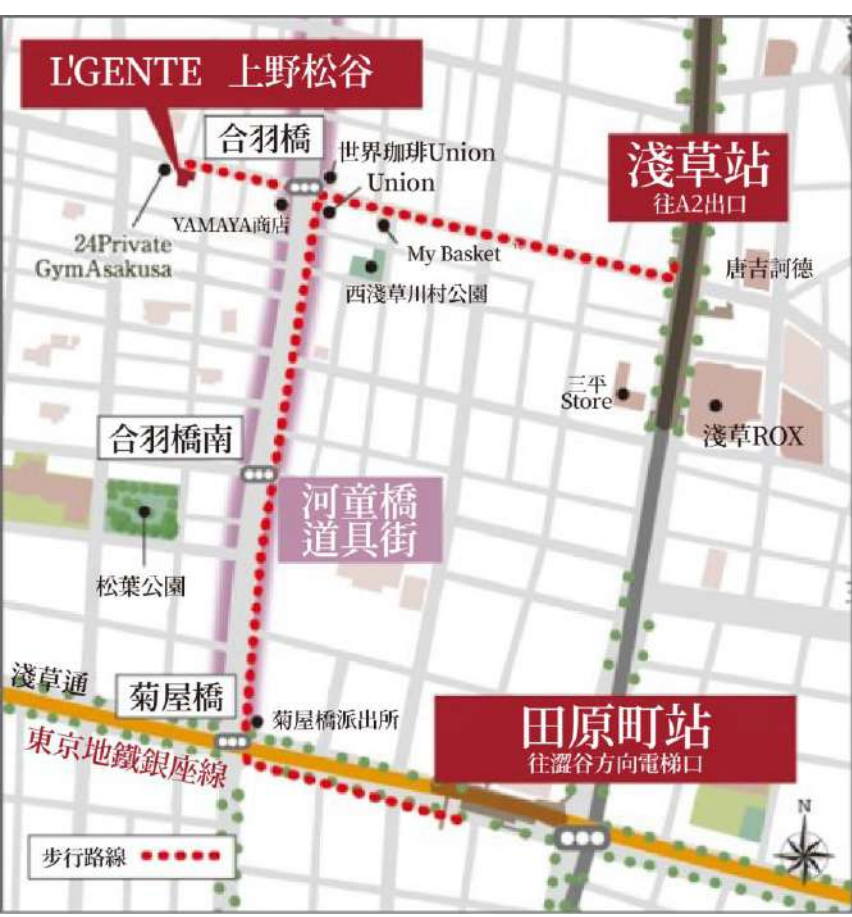 L'GENTE 上野松谷
合羽橋
世界珈琲Union
Union
淺草站
往A2出口
YAMAYA商店
24Private
GymAsakusa
My Basket
唐吉訶德
西淺草川村公園
三平
Store
淺草ROX
合羽橋南
河童橋
道具街
松葉公園
淺草通
菊屋橋
菊屋橋派出所
田原町站
往澀谷方向電梯口
東京地鐵銀座線
N
步行路線